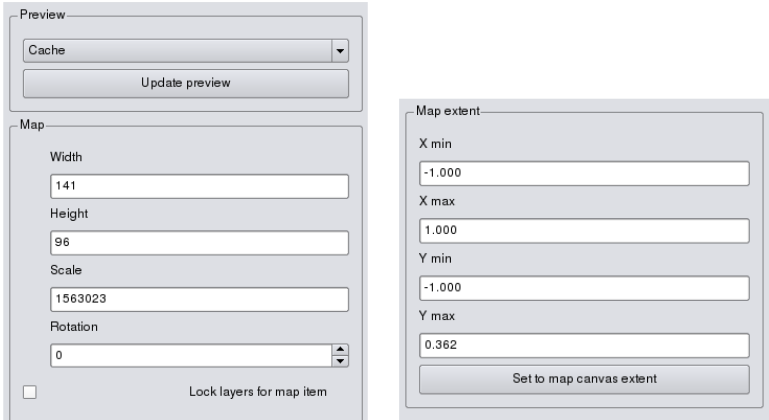 Preview
Cache
Update preview
Map
Width
141
Height
96
Scale
1563023
Rotation
0
Lock layers for map item
Map extent
X min
-1.000
X max
1.000
Y min
-1.000
Y max
0.362
Set to map canvas extent